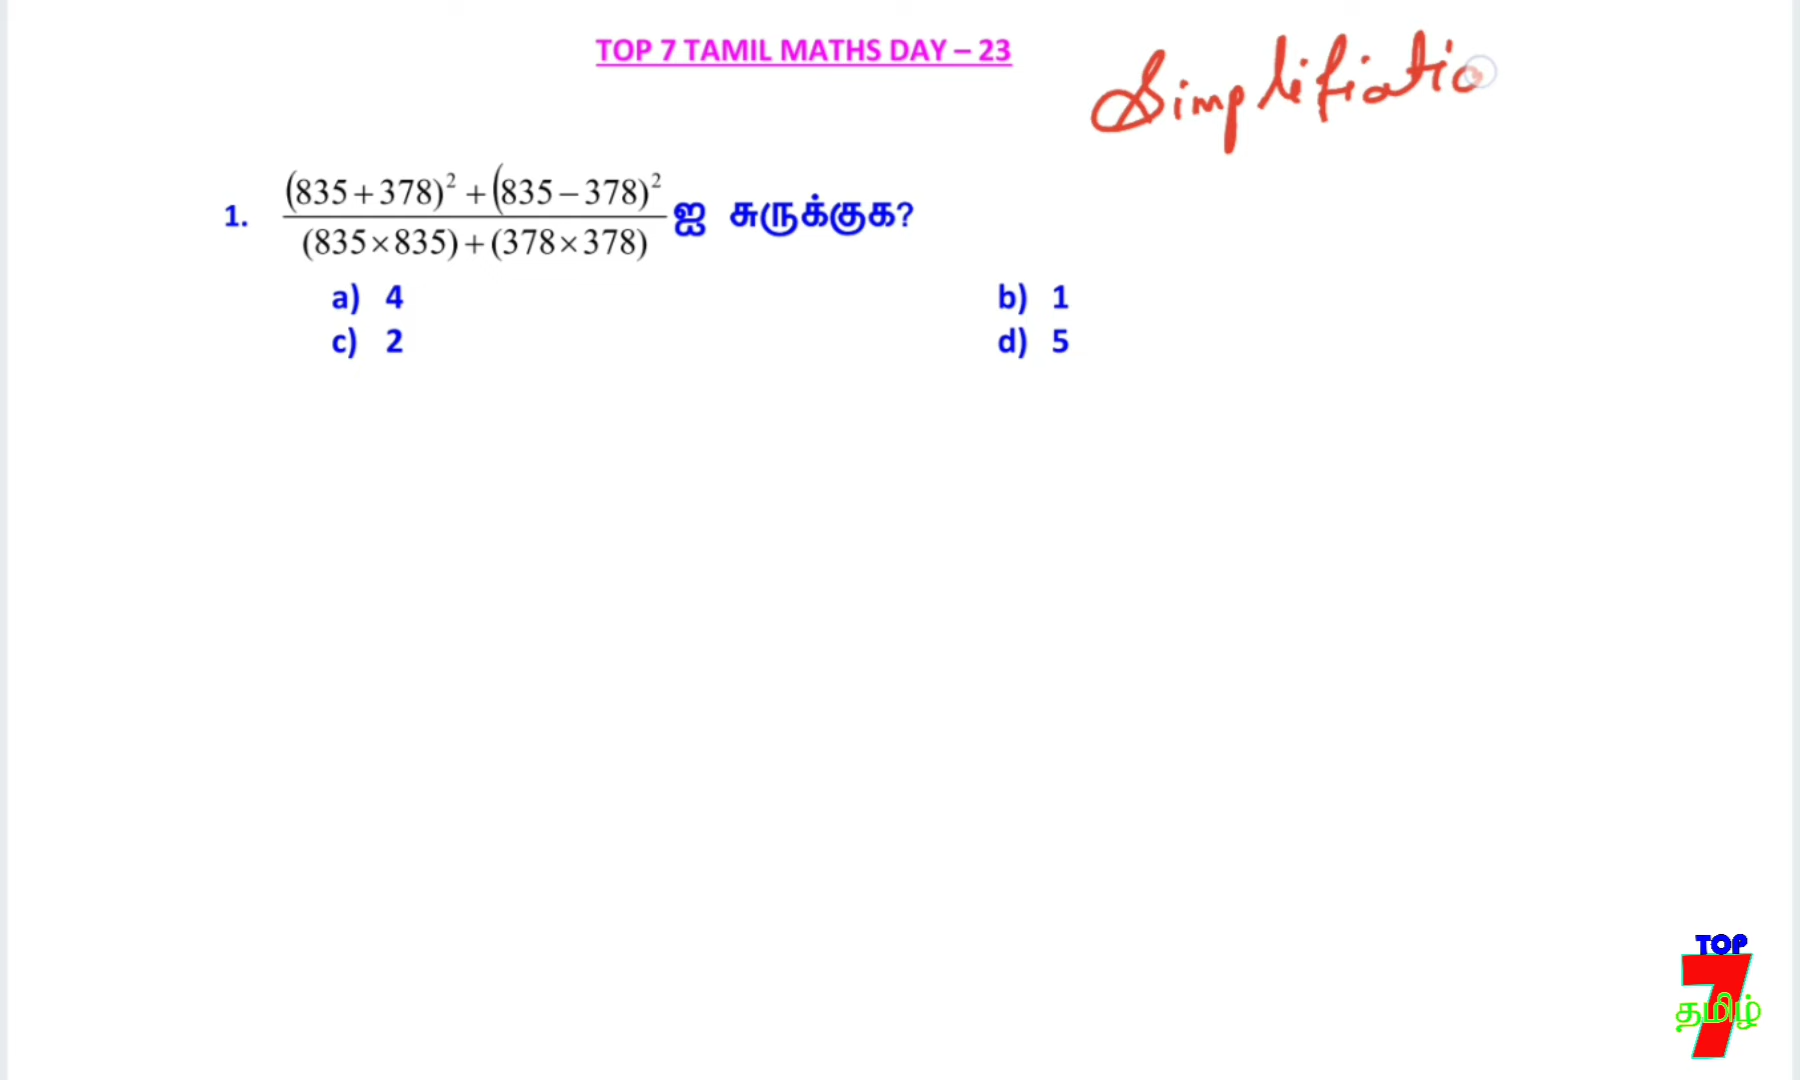 TOP 7 TAMIL MATHS DAY – 23
Simplifiatio
1. (835+378)² + (835−378)² / (835×835)+(378×378) ஐ சுருக்குக?
a) 4 b) 1
c) 2 d) 5
TOP
7
தமிழ்